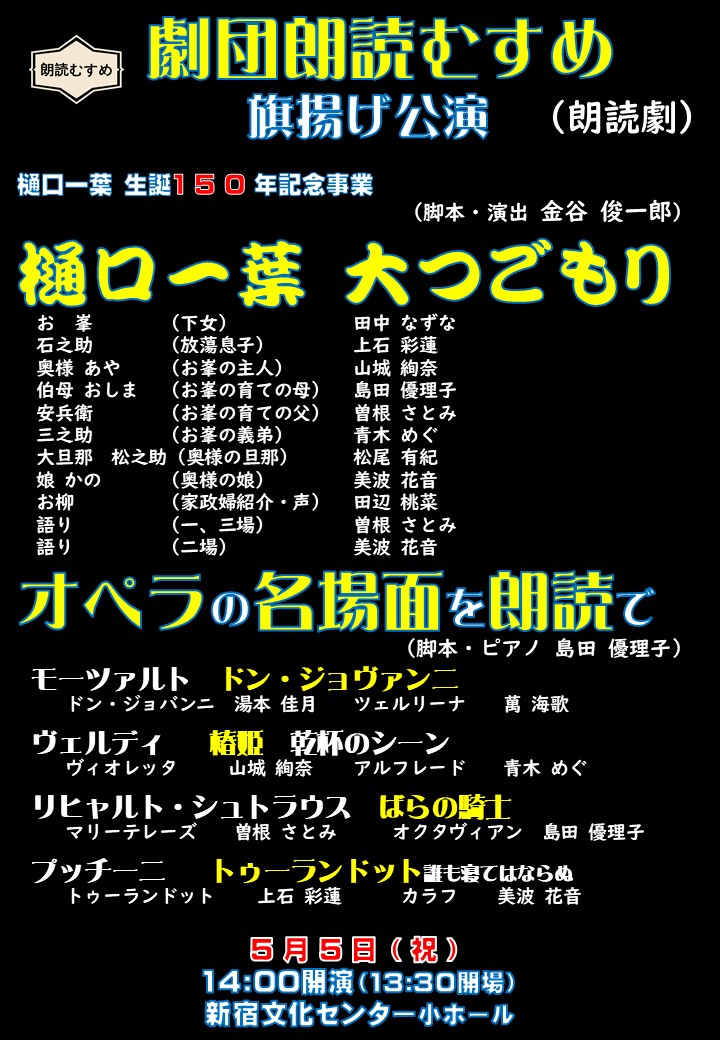 朗読むすめ
劇団朗読むすめ
旗揚げ公演 （朗読劇）
樋口一葉 生誕150年記念事業
（脚本・演出 金谷 俊一郎）
樋口一葉 大つごもり
お 峯 （下女） 田中 なずな
石之助 （放蕩息子） 上石 彩蓮
奥様 あや （お峯の主人） 山城 絢奈
伯母 おしま （お峯の育ての母） 島田 優理子
安兵衛 （お峯の育ての父） 曽根 さとみ
三之助 （お峯の義弟） 青木 めぐ
大旦那 松之助（奥様の旦那） 松尾 有紀
娘 かの （奥様の娘） 美波 花音
お柳 （家政婦紹介・声） 田辺 桃菜
語り （一、三場） 曽根 さとみ
語り （二場） 美波 花音
オペラの名場面を朗読で
（脚本・ピアノ 島田 優理子）
モーツァルト ドン・ジョヴァンニ
ドン・ジョバンニ 湯本 佳月 ツェルリーナ 萬 海歌
ヴェルディ 椿姫 乾杯のシーン
ヴィオレッタ 山城 絢奈 アルフレード 青木 めぐ
リヒャルト・シュトラウス ばらの騎士
マリーテレーズ 曽根 さとみ オクタヴィアン 島田 優理子
プッチーニ トゥーランドット誰も寝てはならぬ
トゥーランドット 上石 彩蓮 カラフ 美波 花音
5月5日（祝）
14:00開演（13:30開場）
新宿文化センター小ホール